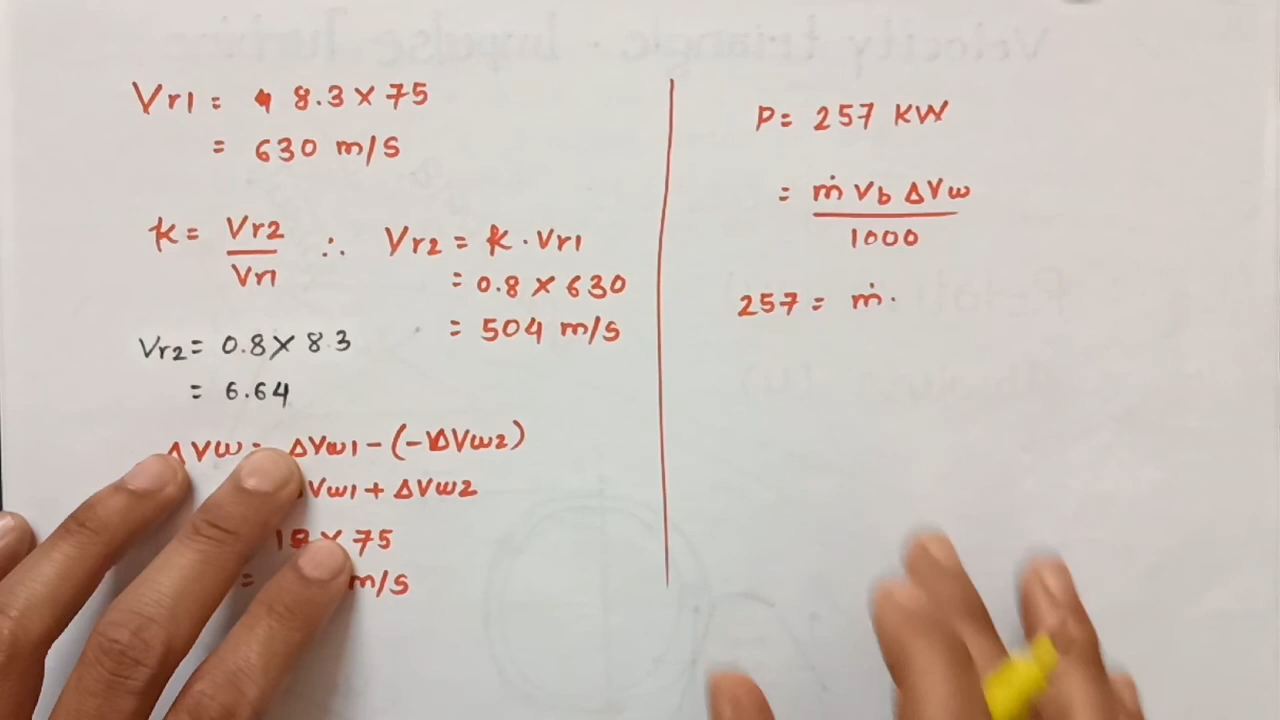 Vr1 = 8.3 × 75
= 630 m/s
K = Vr2 / Vr1 ∴ Vr2 = K . Vr1
= 0.8 × 630
= 504 m/s
Vr2 = 0.8 × 8.3
= 6.64
ΔVw = ΔVw1 - (- ΔVw2)
Vw1 + ΔVw2
× 75
= m/s
P = 257 KW
= ṁ Vb ΔVw / 1000
257 = ṁ .